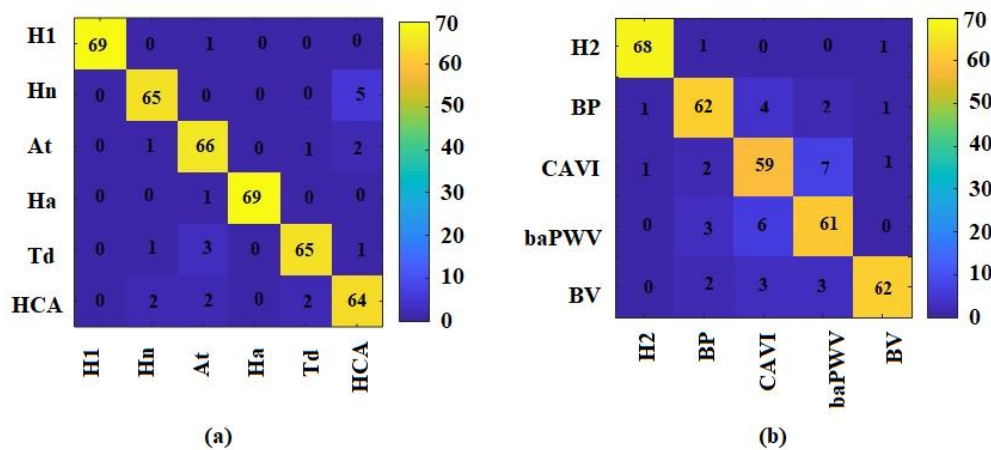 H1 69 0 1 0 0 0
Hn 0 65 0 0 0 5
At 0 1 66 0 1 2
Ha 0 0 1 69 0 0
Td 0 1 3 0 65 1
HCA 0 2 2 0 2 64
H1 Hn At Ha Td HCA
70
60
50
40
30
20
10
0
(a)
H2 68 1 0 0 1
BP 1 62 4 2 1
CAVI 1 2 59 7 1
baPWV 0 3 6 61 0
BV 0 2 3 3 62
H2 BP CAVI baPWV BV
70
60
50
40
30
20
10
0
(b)